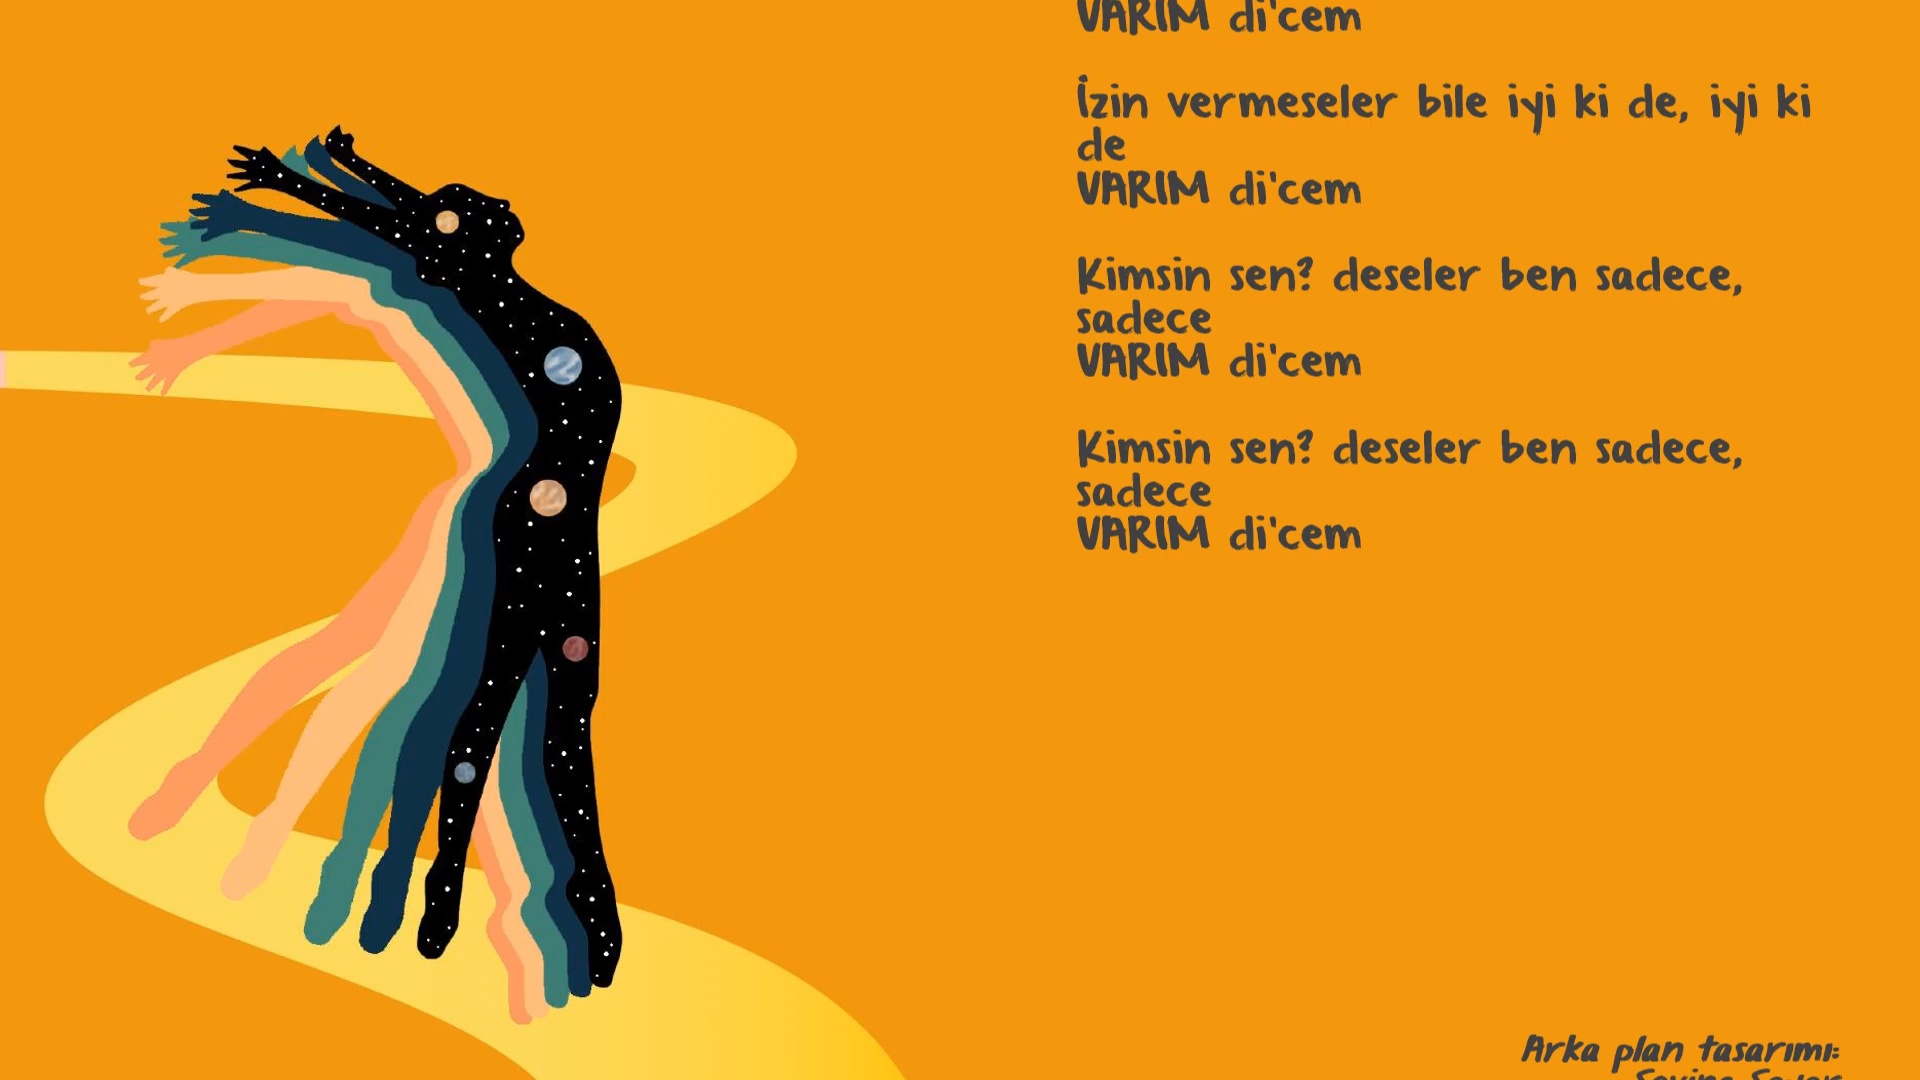 VARIM di'cem
İzin vermeseler bile iyi ki de, iyi ki
de
VARIM di'cem
Kimsin sen? deseler ben sadece,
sadece
VARIM di'cem
Kimsin sen? deseler ben sadece,
sadece
VARIM di'cem
Arka plan tasarımı: